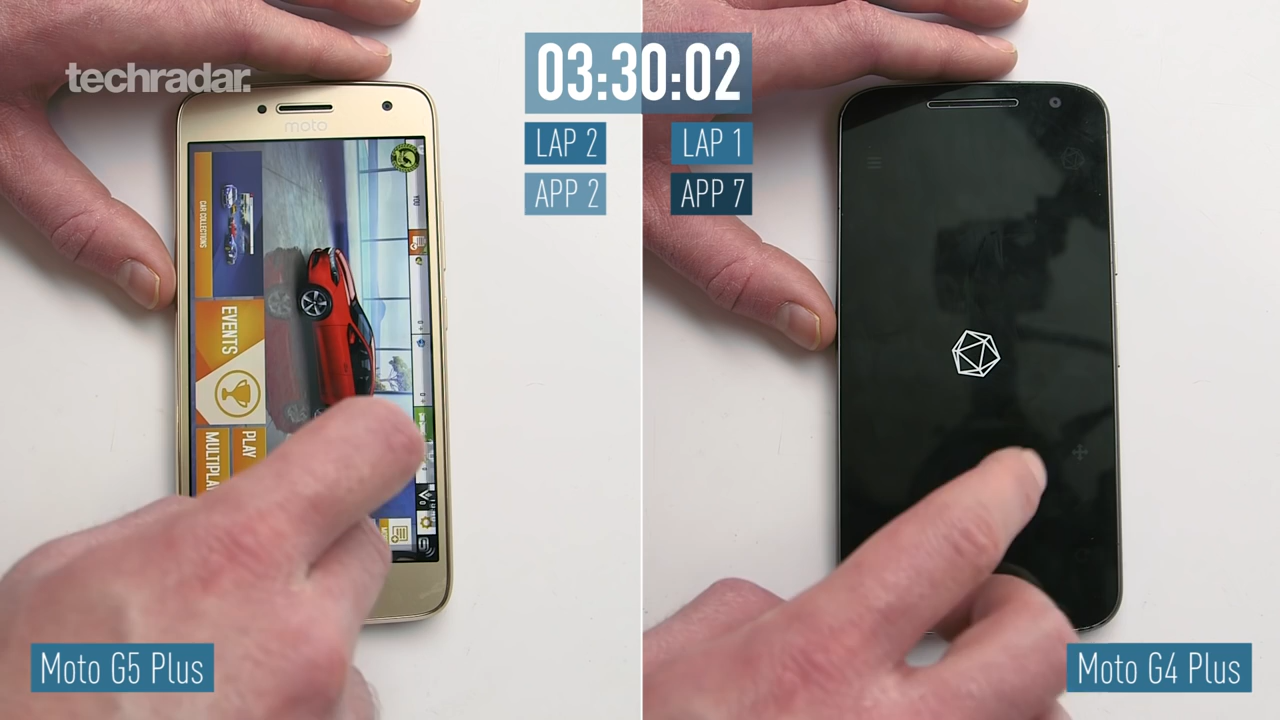 techradar.
03:30:02
LAP 2
LAP 1
APP 2
APP 7
moto
YOU
CAR COLLECTIONS
EVENTS
PLAY
Moto G5 Plus
Moto G4 Plus